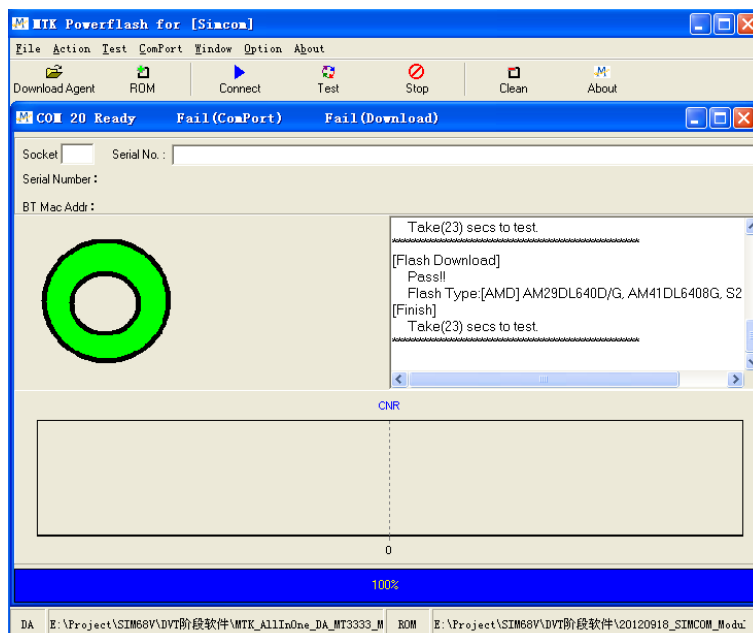 MTK Powerflash for [Simcom]
File Action Test ComPort Window Option About
Download Agent ROM Connect Test Stop Clean About
COM 20 Ready Fail(ComPort) Fail(Download)
Socket Serial No. :
Serial Number :
BT Mac Addr :
Take(23) secs to test.
****************************************************************
[Flash Download]
Pass!!
Flash Type:[AMD] AM29DL640D/G, AM41DL6408G, S2
[Finish]
Take(23) secs to test.
****************************************************************
CNR
0
100%
DA E:\Project\SIM68V\DVT阶段软件\MTK_AllInOne_DA_MT3333_M ROM E:\Project\SIM68V\DVT阶段软件\20120918_SIMCOM_Modu